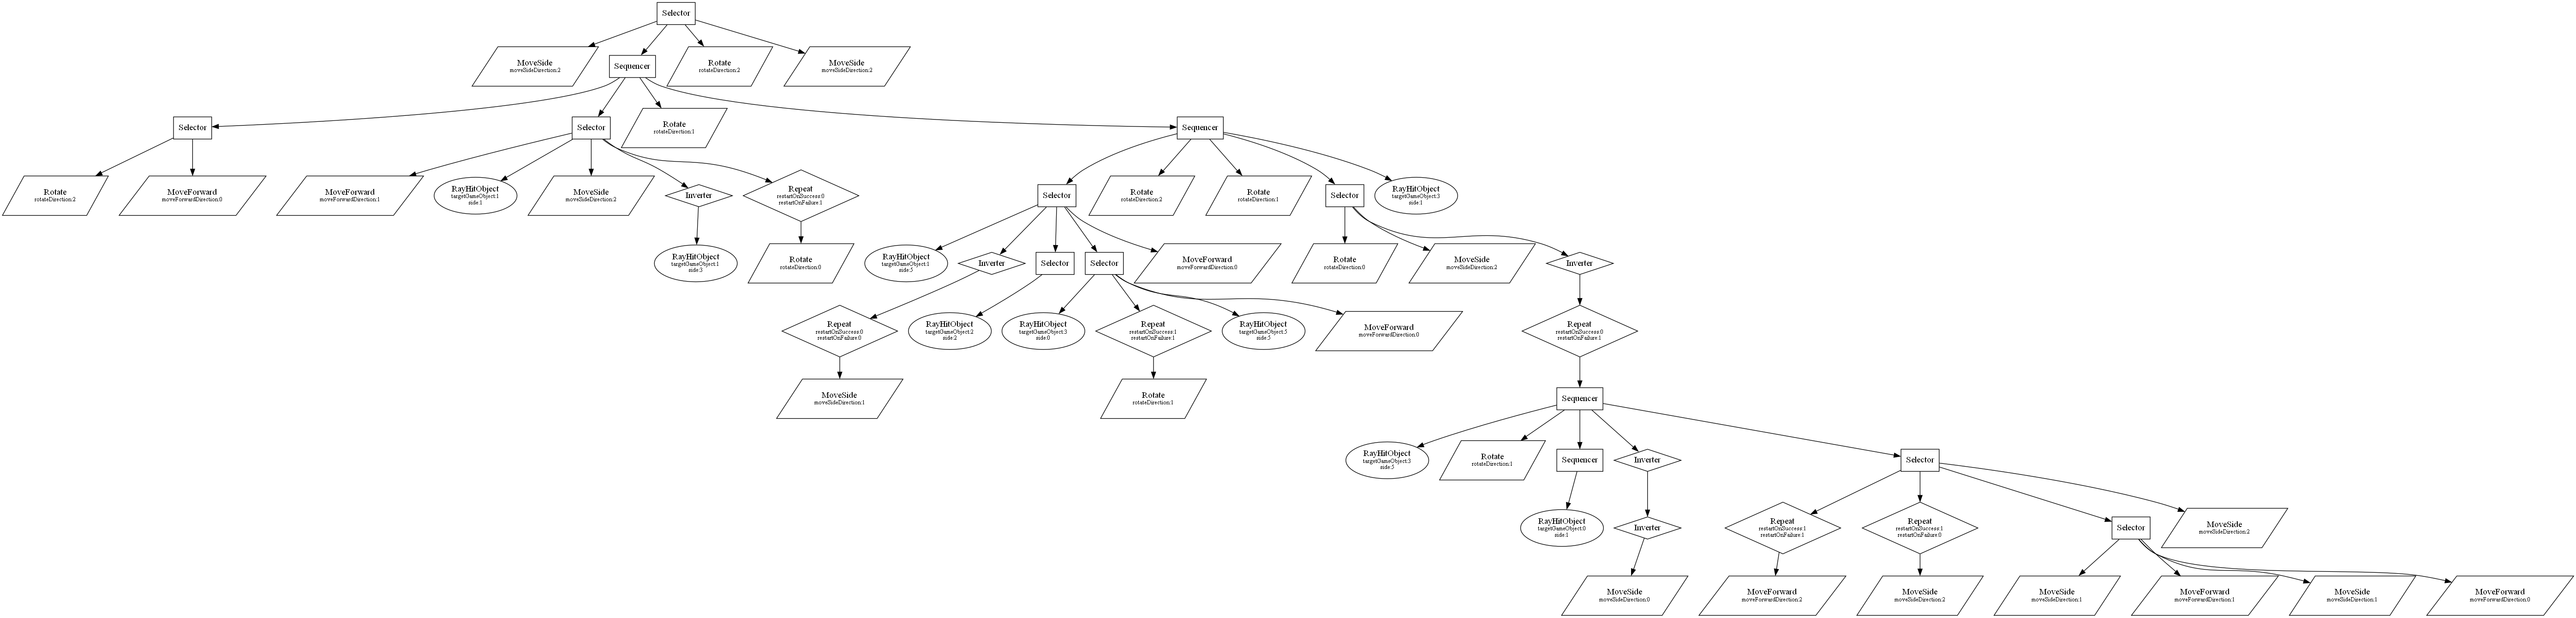 Selector
MoveSide
moveSideDirection:2
Sequencer
Rotate
rotateDirection:2
MoveSide
moveSideDirection:2
Selector
Selector
Rotate
rotateDirection:1
Sequencer
Rotate
rotateDirection:2
MoveForward
moveForwardDirection:0
MoveForward
moveForwardDirection:1
RayHitObject
targetGameObject:1
side:1
MoveSide
moveSideDirection:2
Inverter
Repeat
restartOnSuccess:0
restartOnFailure:1
Selector
Rotate
rotateDirection:2
Rotate
rotateDirection:1
Selector
RayHitObject
targetGameObject:3
side:1
RayHitObject
targetGameObject:1
side:3
Rotate
rotateDirection:0
RayHitObject
targetGameObject:1
side:5
Inverter
Selector
Selector
MoveForward
moveForwardDirection:0
Rotate
rotateDirection:0
MoveSide
moveSideDirection:2
Inverter
Repeat
restartOnSuccess:0
restartOnFailure:0
RayHitObject
targetGameObject:2
side:2
RayHitObject
targetGameObject:3
side:0
Repeat
restartOnSuccess:1
restartOnFailure:1
RayHitObject
targetGameObject:5
side:5
MoveForward
moveForwardDirection:0
Repeat
restartOnSuccess:0
restartOnFailure:1
MoveSide
moveSideDirection:1
Rotate
rotateDirection:1
Sequencer
RayHitObject
targetGameObject:3
side:5
Rotate
rotateDirection:1
Sequencer
Inverter
Selector
RayHitObject
targetGameObject:0
side:1
Inverter
Repeat
restartOnSuccess:1
restartOnFailure:1
Repeat
restartOnSuccess:1
restartOnFailure:0
Selector
MoveSide
moveSideDirection:2
MoveSide
moveSideDirection:0
MoveForward
moveForwardDirection:2
MoveSide
moveSideDirection:2
MoveSide
moveSideDirection:1
MoveForward
moveForwardDirection:1
MoveSide
moveSideDirection:1
MoveForward
moveForwardDirection:0